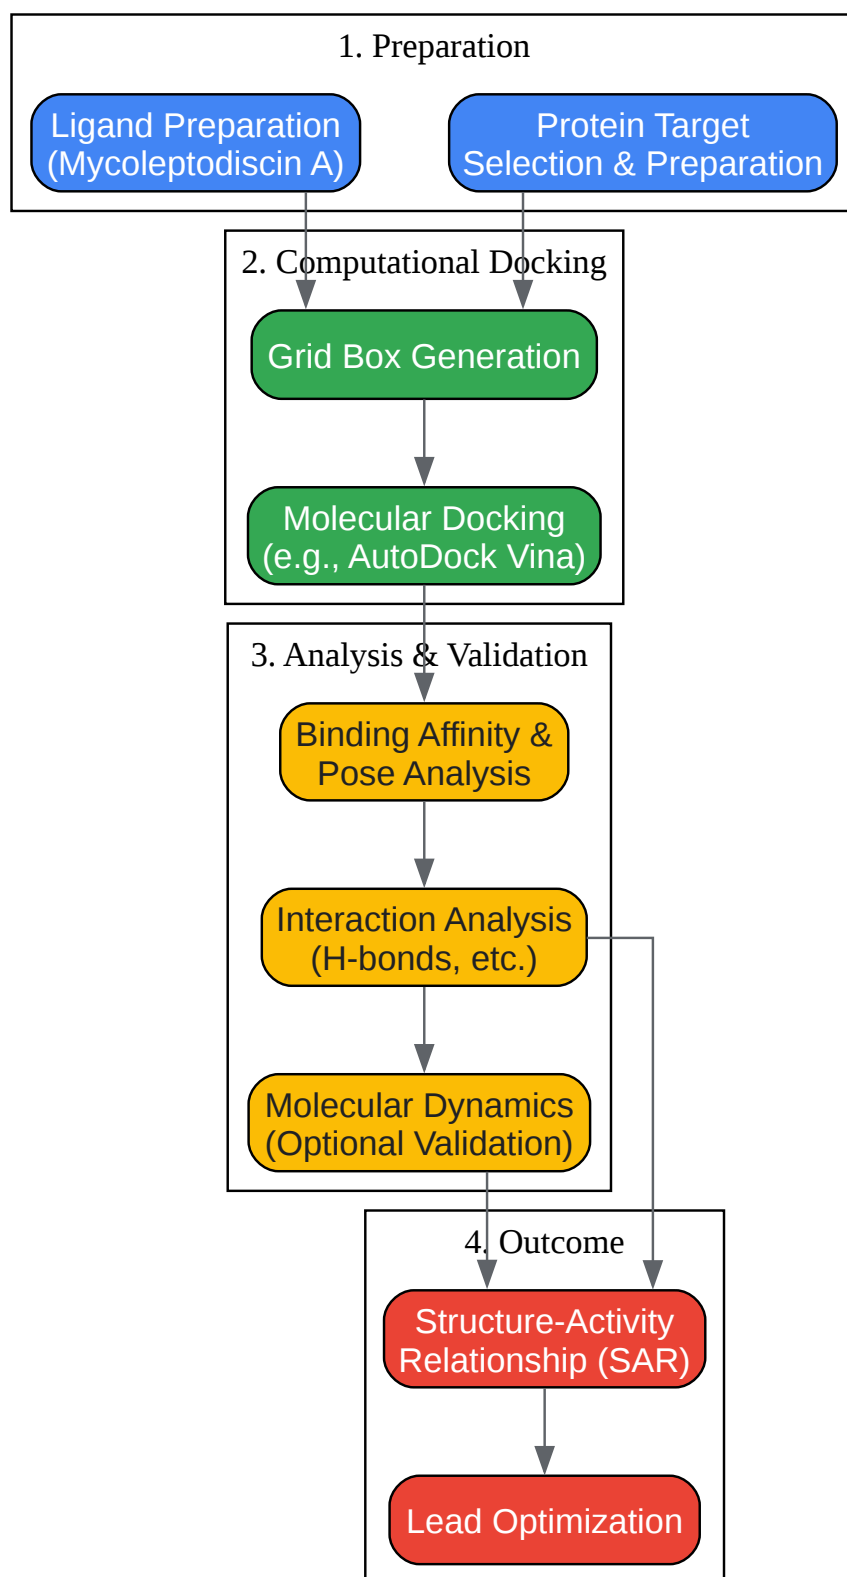 1. Preparation
Ligand Preparation
(Mycoleptodiscin A)
Protein Target
Selection & Preparation
2. Computational Docking
Grid Box Generation
Molecular Docking
(e.g., AutoDock Vina)
3. Analysis & Validation
Binding Affinity &
Pose Analysis
Interaction Analysis
(H-bonds, etc.)
Molecular Dynamics
(Optional Validation)
4. Outcome
Structure-Activity
Relationship (SAR)
Lead Optimization